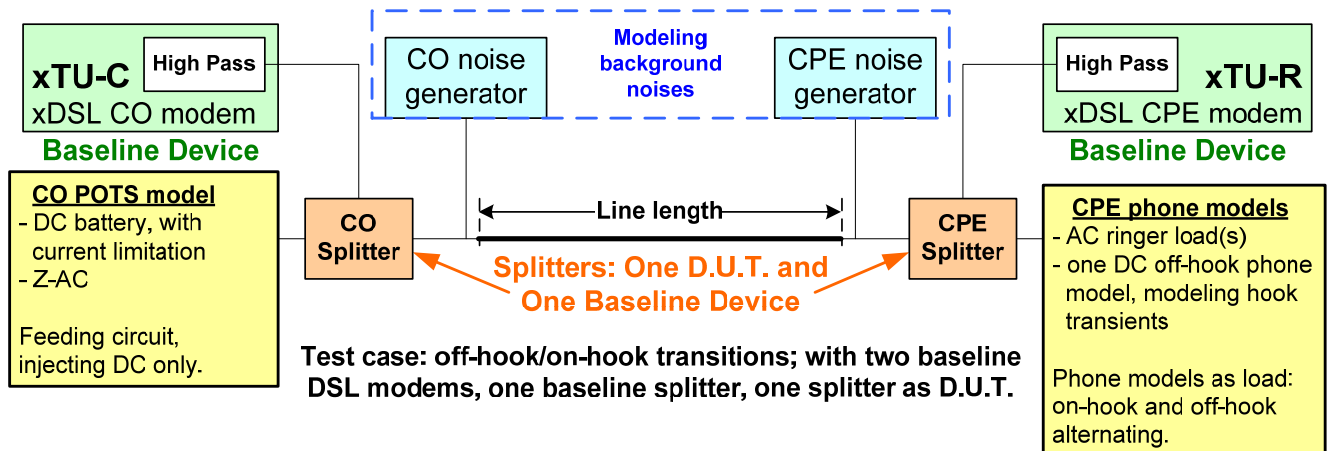 xTU-C
High Pass
xDSL CO modem
Baseline Device
CO POTS model
- DC battery, with
current limitation
- Z-AC
Feeding circuit,
injecting DC only.
CO noise
generator
Modeling
background
noises
CPE noise
generator
CO
Splitter
Line length
CPE
Splitter
Splitters: One D.U.T. and
One Baseline Device
Test case: off-hook/on-hook transitions; with two baseline
DSL modems, one baseline splitter, one splitter as D.U.T.
High Pass
xTU-R
xDSL CPE modem
Baseline Device
CPE phone models
- AC ringer load(s)
- one DC off-hook phone
model, modeling hook
transients
Phone models as load:
on-hook and off-hook
alternating.